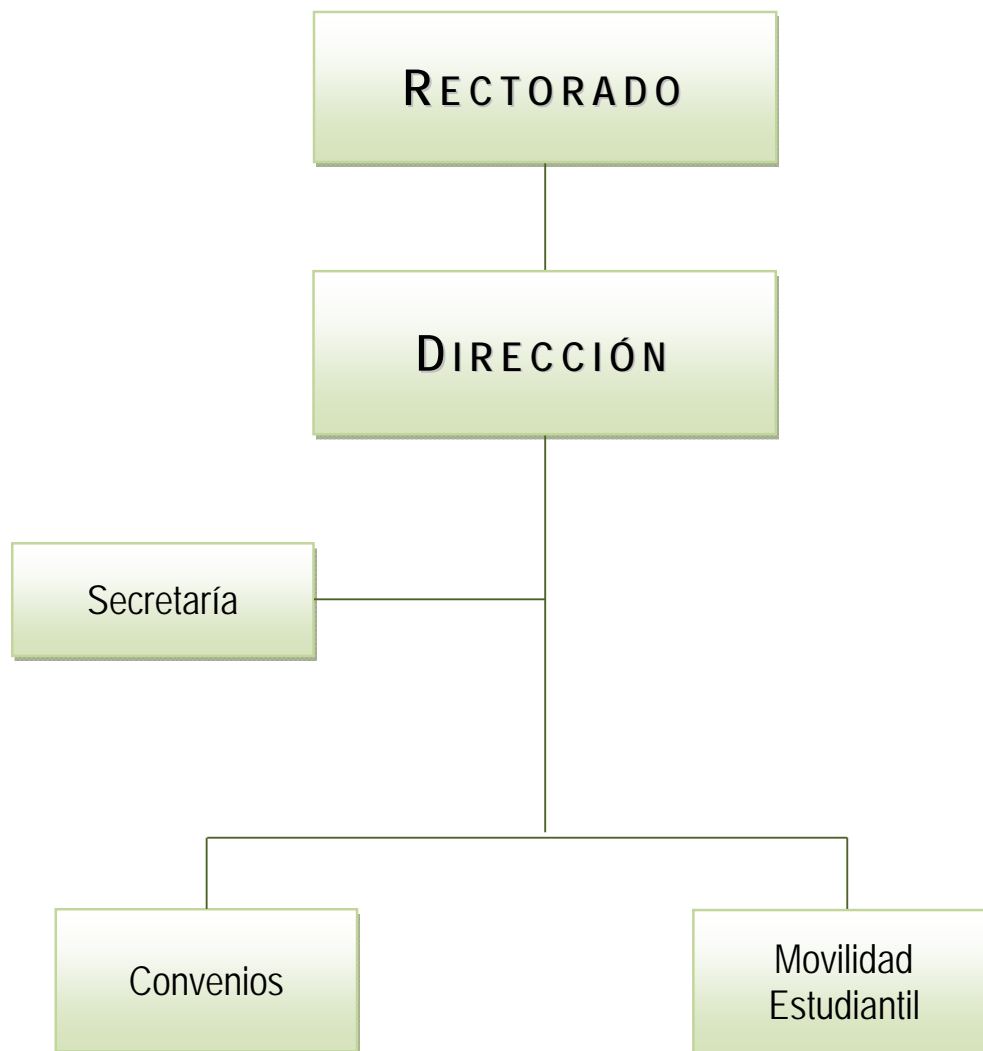 RECTORADO
DIRECCIÓN
Secretaría
Convenios
Movilidad
Estudiantil